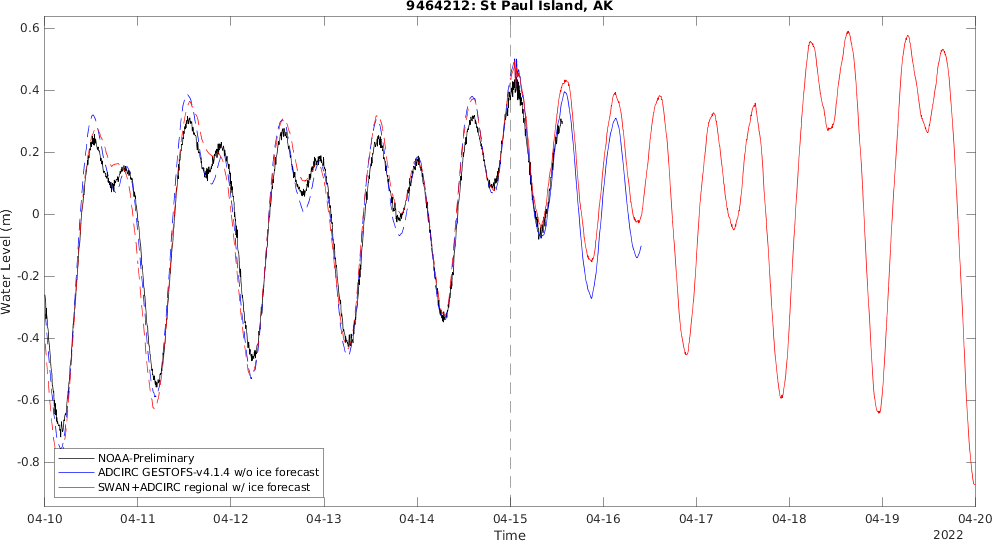 9464212: St Paul Island, AK
Water Level (m)
0.6
0.4
0.2
0
-0.2
-0.4
-0.6
-0.8
NOAA-Preliminary
ADCIRC GESTOFS-v4.1.4 w/o ice forecast
SWAN+ADCIRC regional w/ ice forecast
04-10 04-11 04-12 04-13 04-14 04-15 04-16 04-17 04-18 04-19 04-20
Time
2022